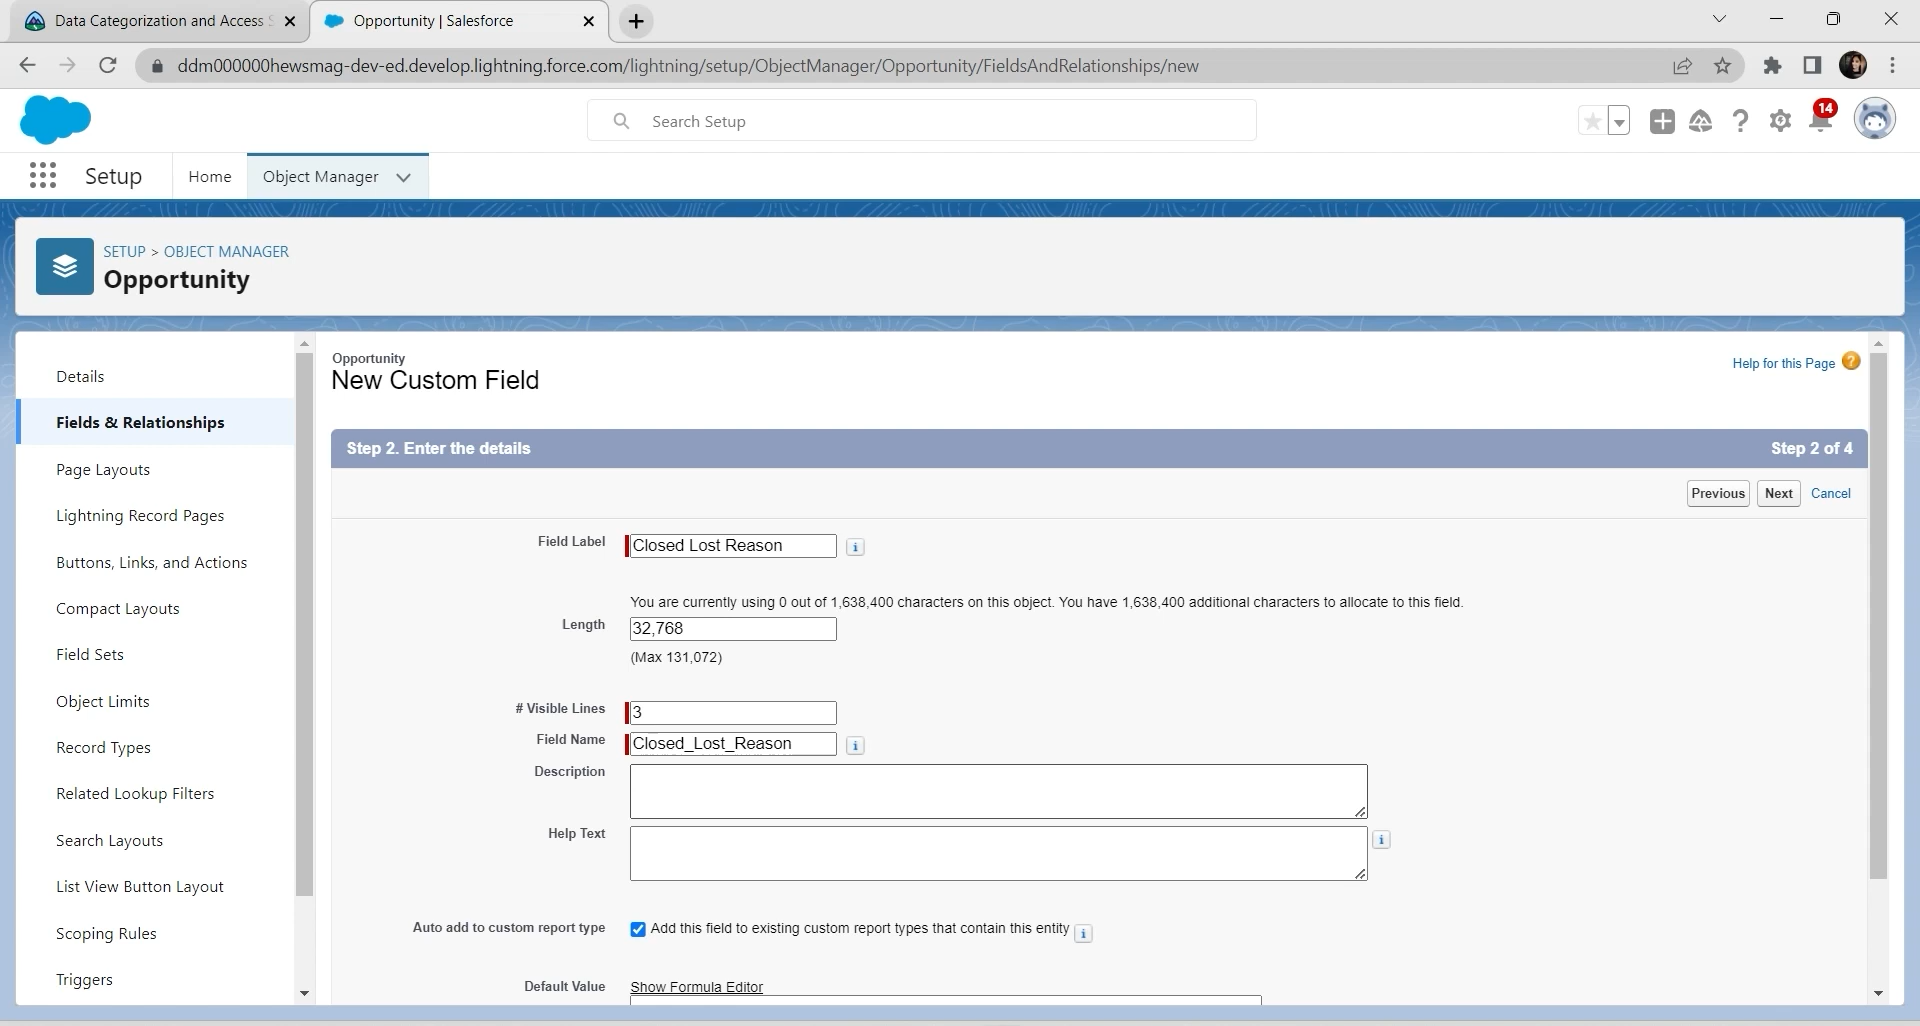 Data Categorization and Access
Opportunity | Salesforce
ddm000000hewsmag-dev-ed.develop.lightning.force.com/lightning/setup/ObjectManager/Opportunity/FieldsAndRelationships/new
Search Setup
14
Setup
Home
Object Manager
SETUP > OBJECT MANAGER
Opportunity
Details
Fields & Relationships
Page Layouts
Lightning Record Pages
Buttons, Links, and Actions
Compact Layouts
Field Sets
Object Limits
Record Types
Related Lookup Filters
Search Layouts
List View Button Layout
Scoping Rules
Triggers
Opportunity
New Custom Field
Help for this Page
Step 2. Enter the details
Step 2 of 4
Previous
Next
Cancel
Field Label
Closed Lost Reason
You are currently using 0 out of 1,638,400 characters on this object. You have 1,638,400 additional characters to allocate to this field.
Length
32,768
(Max 131,072)
# Visible Lines
3
Field Name
Closed_Lost_Reason
Description
Help Text
Auto add to custom report type
Add this field to existing custom report types that contain this entity
Default Value
Show Formula Editor